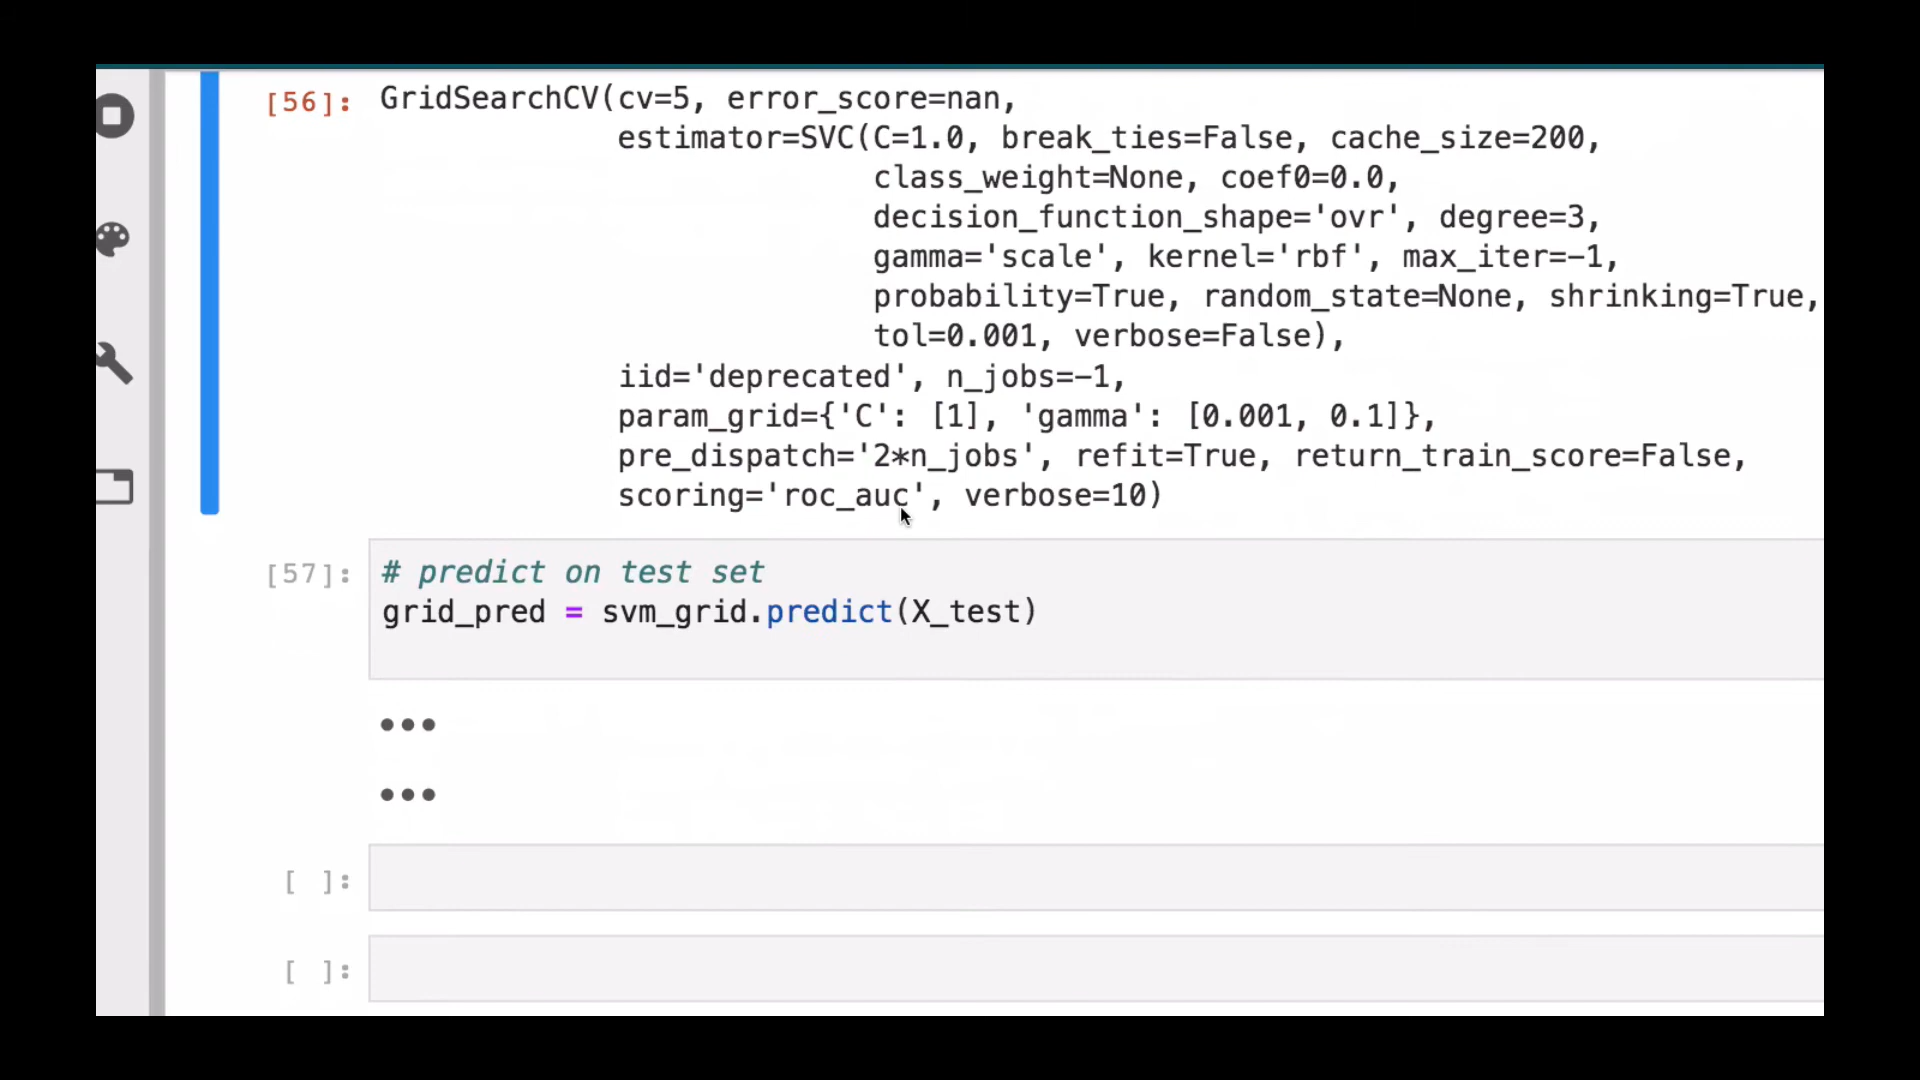 [56]: GridSearchCV(cv=5, error_score=nan,
estimator=SVC(C=1.0, break_ties=False, cache_size=200,
class_weight=None, coef0=0.0,
decision_function_shape='ovr', degree=3,
gamma='scale', kernel='rbf', max_iter=-1,
probability=True, random_state=None, shrinking=True,
tol=0.001, verbose=False),
iid='deprecated', n_jobs=-1,
param_grid={'C': [1], 'gamma': [0.001, 0.1]},
pre_dispatch='2*n_jobs', refit=True, return_train_score=False,
scoring='roc_auc', verbose=10)
[57]: # predict on test set
grid_pred = svm_grid.predict(X_test)
•••
•••
[ ]:
[ ]: